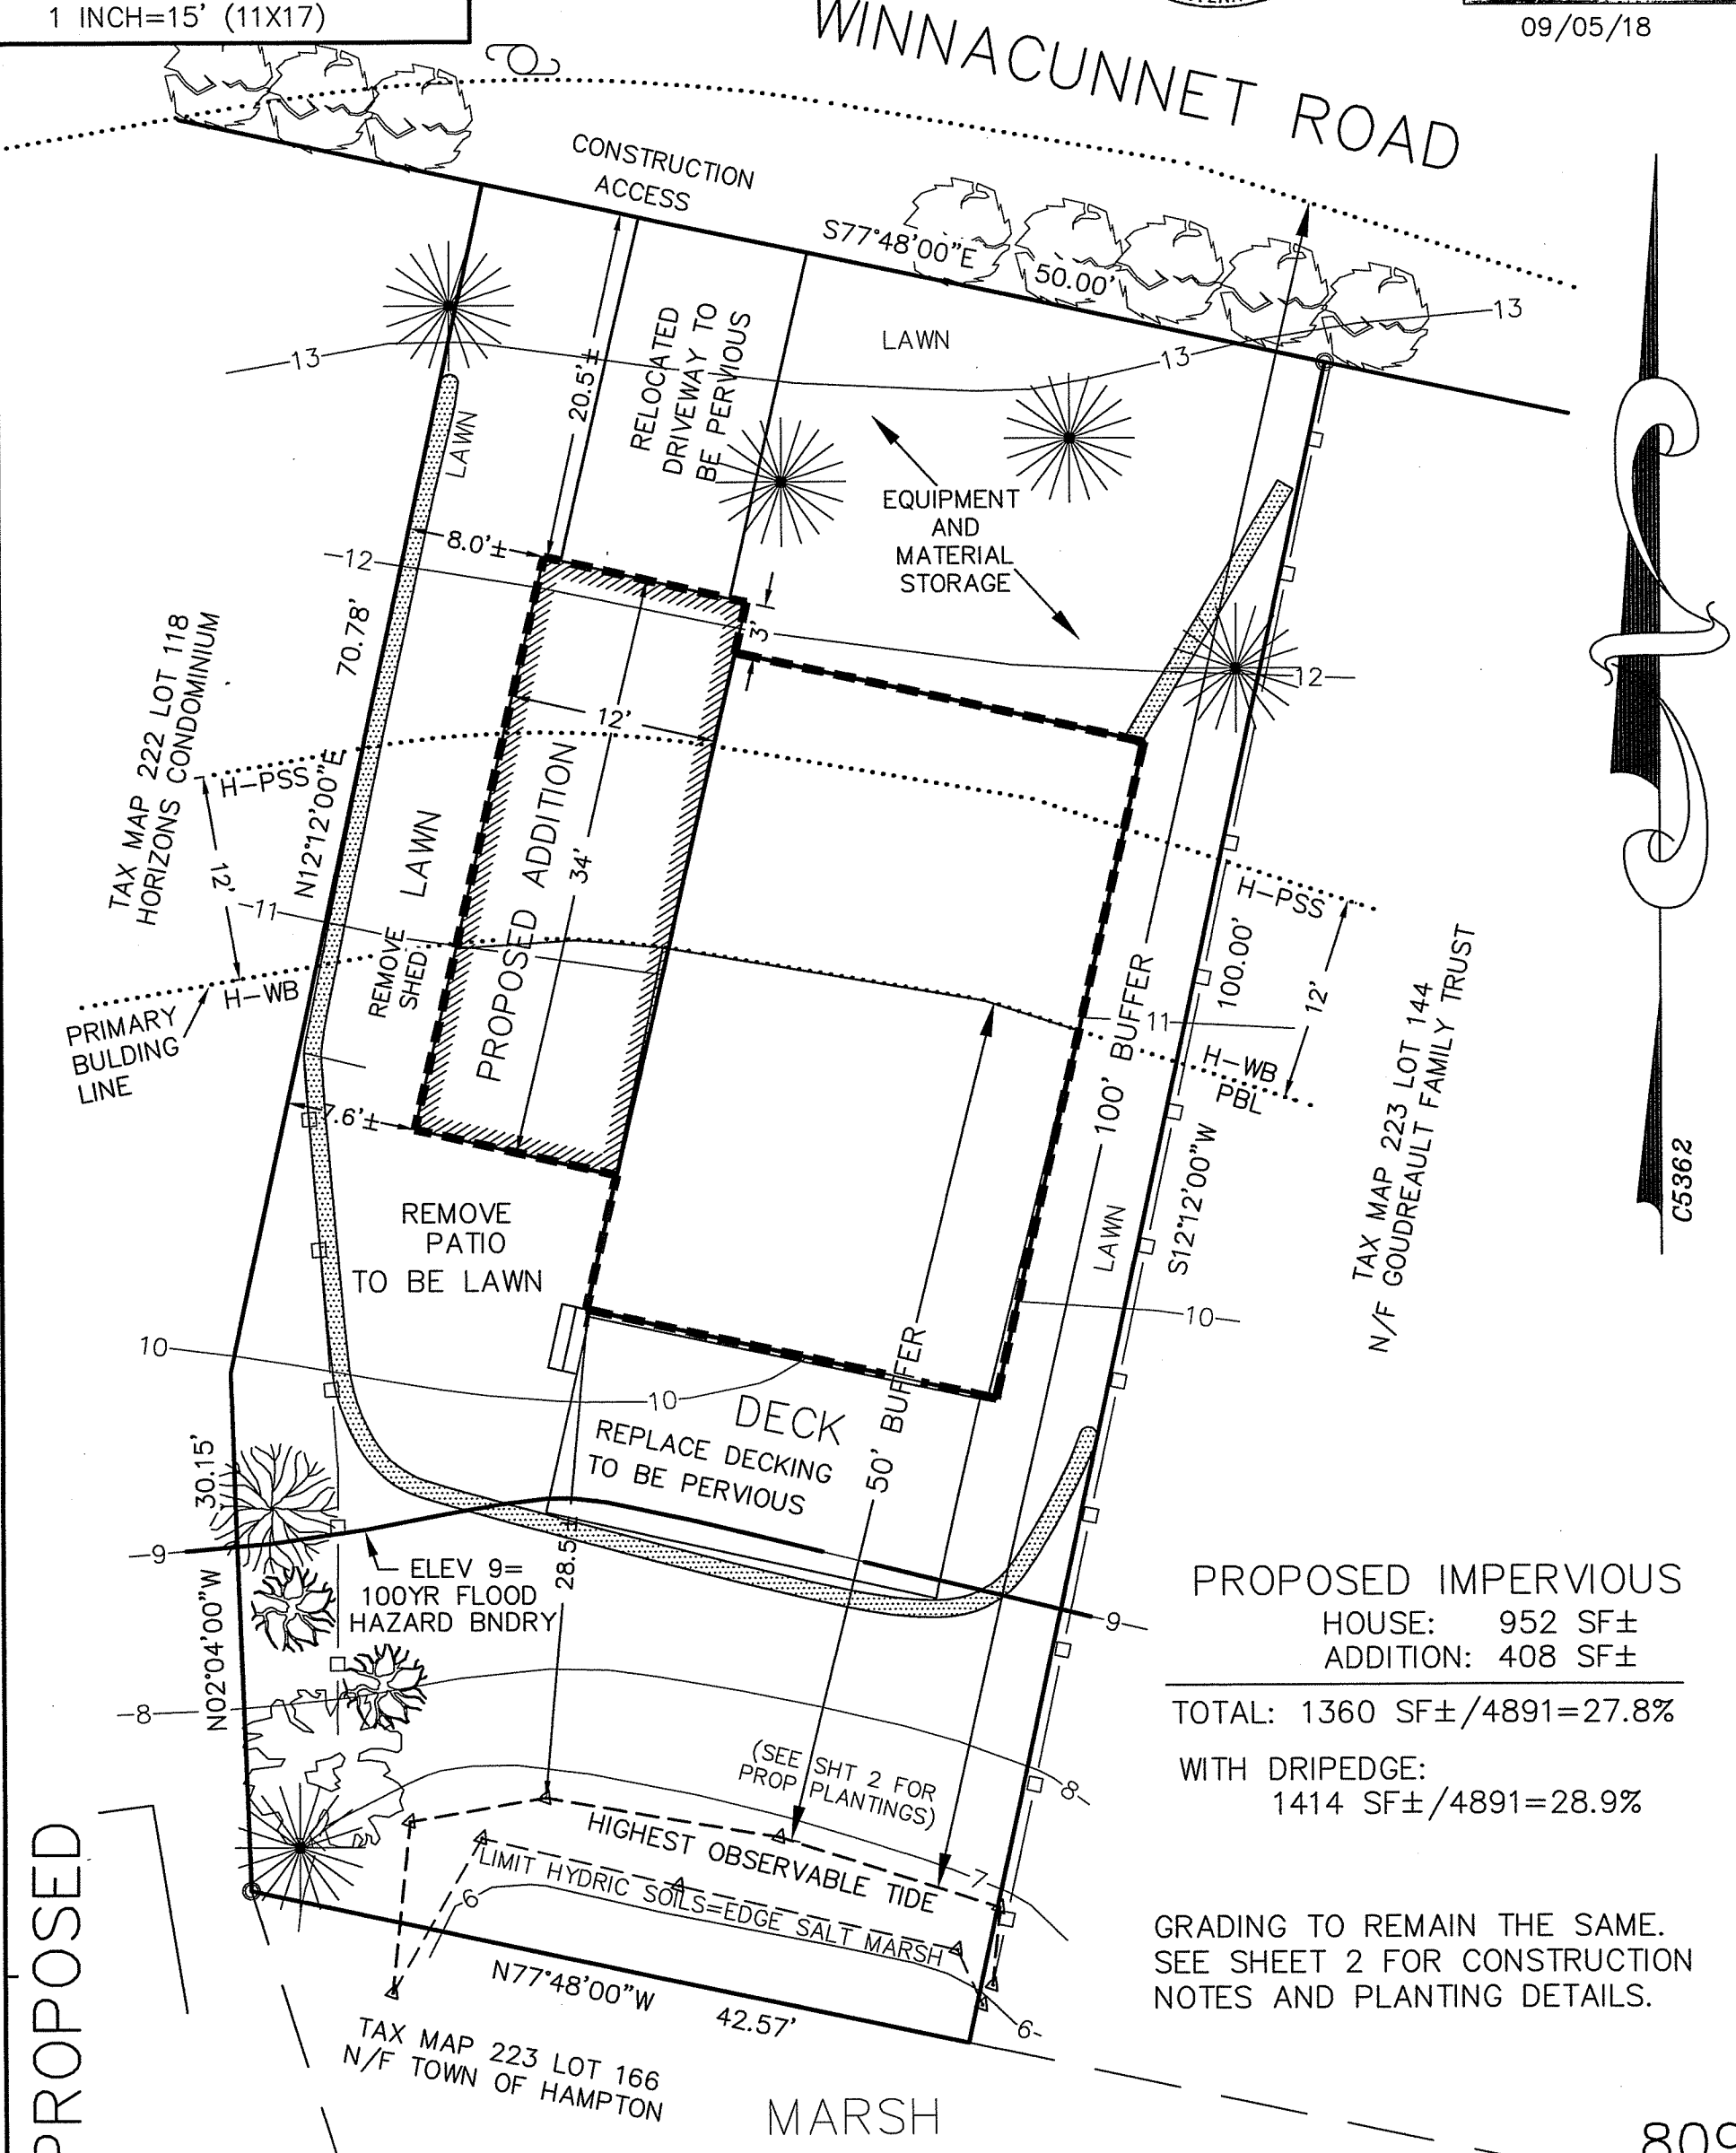 1 INCH=15' (11X17)
09/05/18
WINNACUNNET ROAD
CONSTRUCTION
ACCESS
S77°48'00"E
50.00'
13
13
13
LAWN
LAWN
20.5'±
RELOCATED
DRIVEWAY TO
BE PERVIOUS
EQUIPMENT
AND
MATERIAL
STORAGE
8.0'±
12
12
3'
70.78'
N12°12'00"E
TAX MAP 222 LOT 118
HORIZONS CONDOMINIUM
H-PSS
12'
H-WB
PRIMARY
BULDING
LINE
12'
34'
PROPOSED ADDITION
LAWN
REMOVE
SHED
11
11
H-PSS
12'
H-WB
PBL
100.00'
S12°12'00"W
100' BUFFER
LAWN
TAX MAP 223 LOT 144
N/F GOUDREAULT FAMILY TRUST
C5362
7.6'±
REMOVE
PATIO
TO BE LAWN
10
10
10
DECK
REPLACE DECKING
TO BE PERVIOUS
50' BUFFER
30.15'
N02°04'00"W
9
9
ELEV 9=
100YR FLOOD
HAZARD BNDRY
28.5±
8
8
(SEE SHT 2 FOR
PROP PLANTINGS)
HIGHEST OBSERVABLE TIDE
LIMIT HYDRIC SOILS=EDGE SALT MARSH
7
6
6
N77°48'00"W
42.57'
TAX MAP 223 LOT 166
N/F TOWN OF HAMPTON
MARSH
PROPOSED IMPERVIOUS
HOUSE: 952 SF±
ADDITION: 408 SF±
TOTAL: 1360 SF±/4891=27.8%
WITH DRIPEDGE:
1414 SF±/4891=28.9%
GRADING TO REMAIN THE SAME.
SEE SHEET 2 FOR CONSTRUCTION
NOTES AND PLANTING DETAILS.
PROPOSED
809